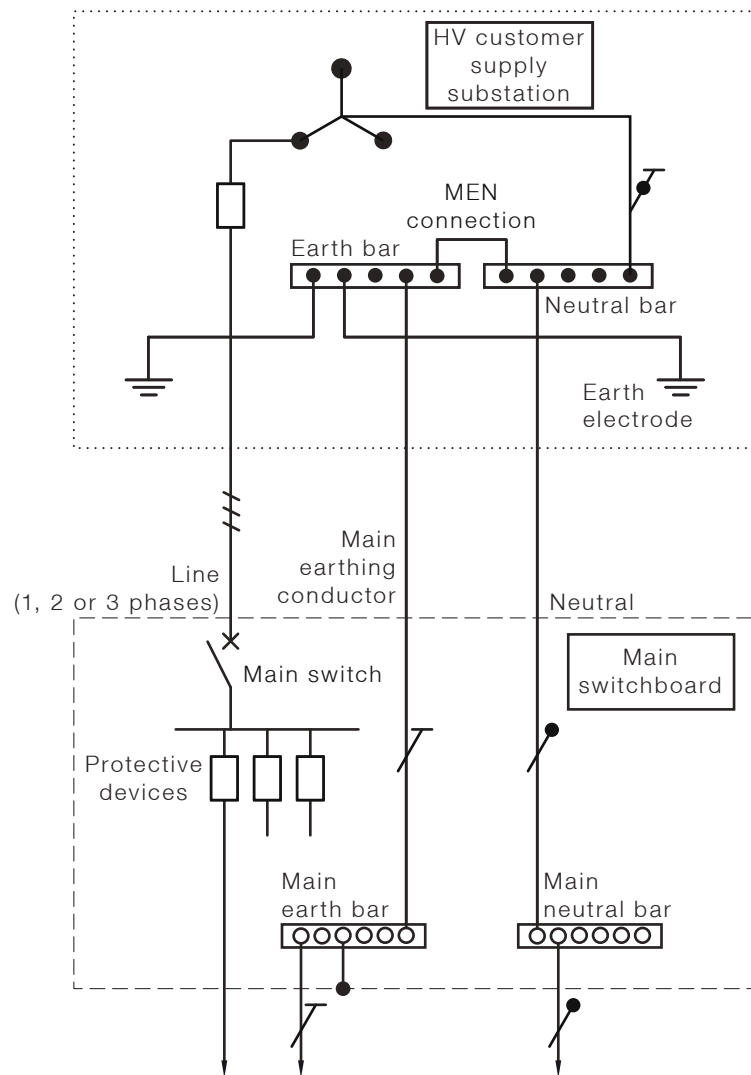 HV customer
supply
substation
MEN
connection
Earth bar
Neutral bar
Earth
electrode
Main
earthing
conductor
Line
(1, 2 or 3 phases)
Neutral
Main switch
Main
switchboard
Protective
devices
Main
earth bar
Main
neutral bar